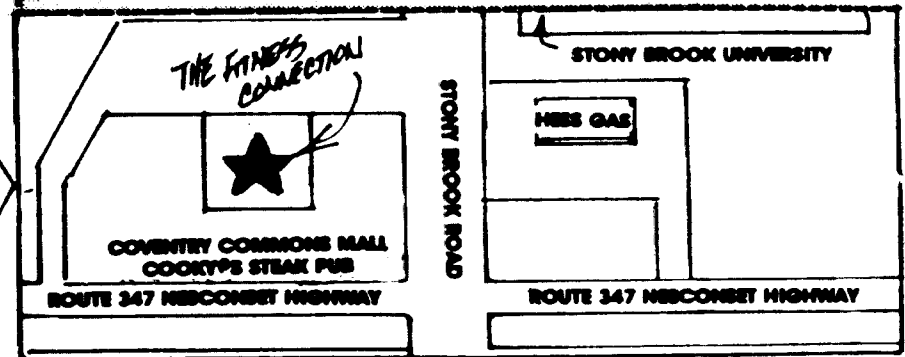 THE FITNESS
CONNECTION
STONY BROOK UNIVERSITY
HESS GAS
STONY BROOK ROAD
COVENTRY COMMONS MALL
COOKY'S STEAK PUB
ROUTE 347 NESCONSET HIGHWAY
ROUTE 347 NESCONSET HIGHWAY